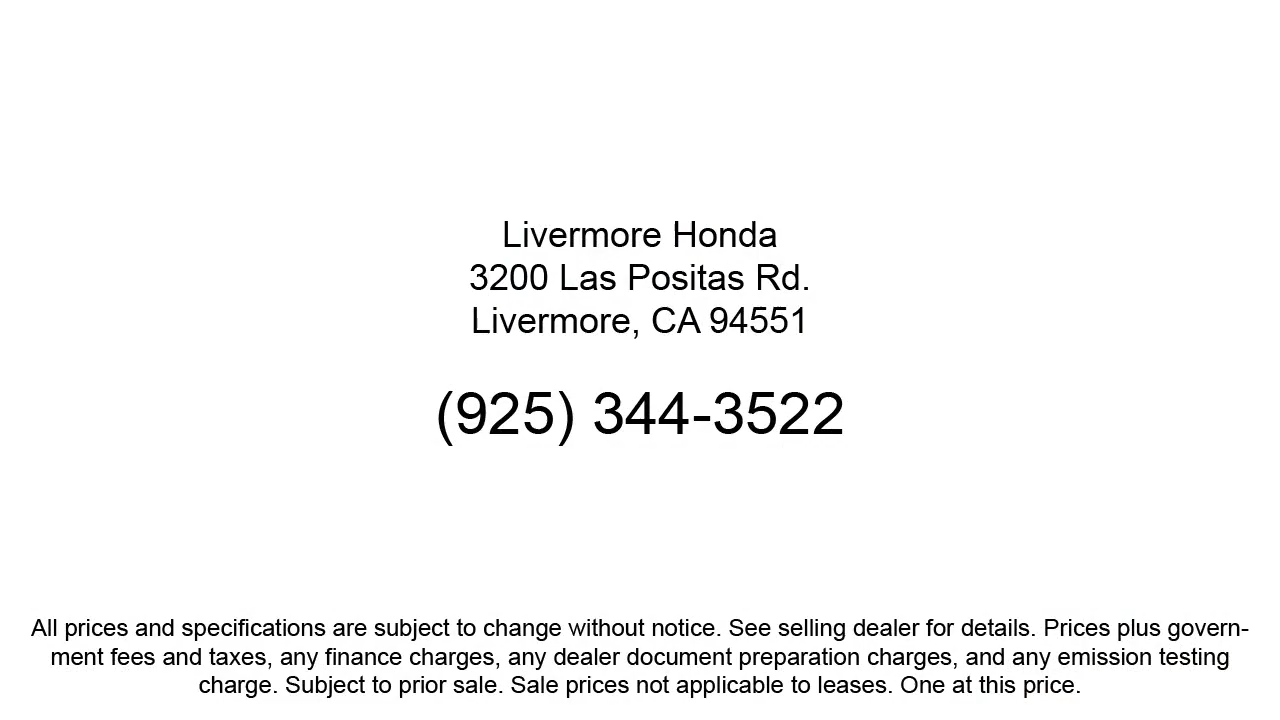 Livermore Honda
3200 Las Positas Rd.
Livermore, CA 94551
(925) 344-3522
All prices and specifications are subject to change without notice. See selling dealer for details. Prices plus govern-
ment fees and taxes, any finance charges, any dealer document preparation charges, and any emission testing
charge. Subject to prior sale. Sale prices not applicable to leases. One at this price.